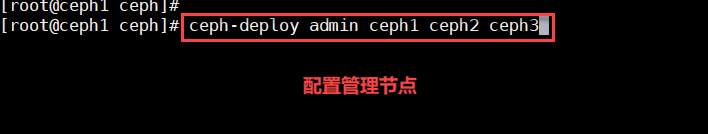 [root@ceph1 ceph]#
[root@ceph1 ceph]# ceph-deploy admin ceph1 ceph2 ceph3
配置管理节点